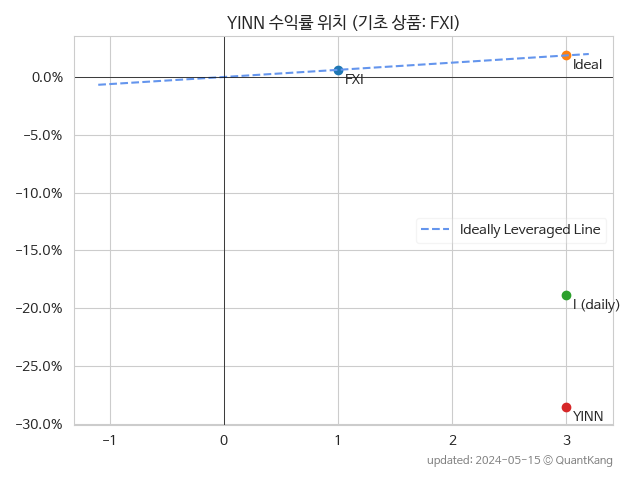 YINN 수익률 위치 (기초 상품: FXI)
0.0%
−5.0%
−10.0%
−15.0%
−20.0%
−25.0%
−30.0%
Ideal
FXI
Ideally Leveraged Line
I (daily)
YINN
−1
0
1
2
3
updated: 2024-05-15 © QuantKang